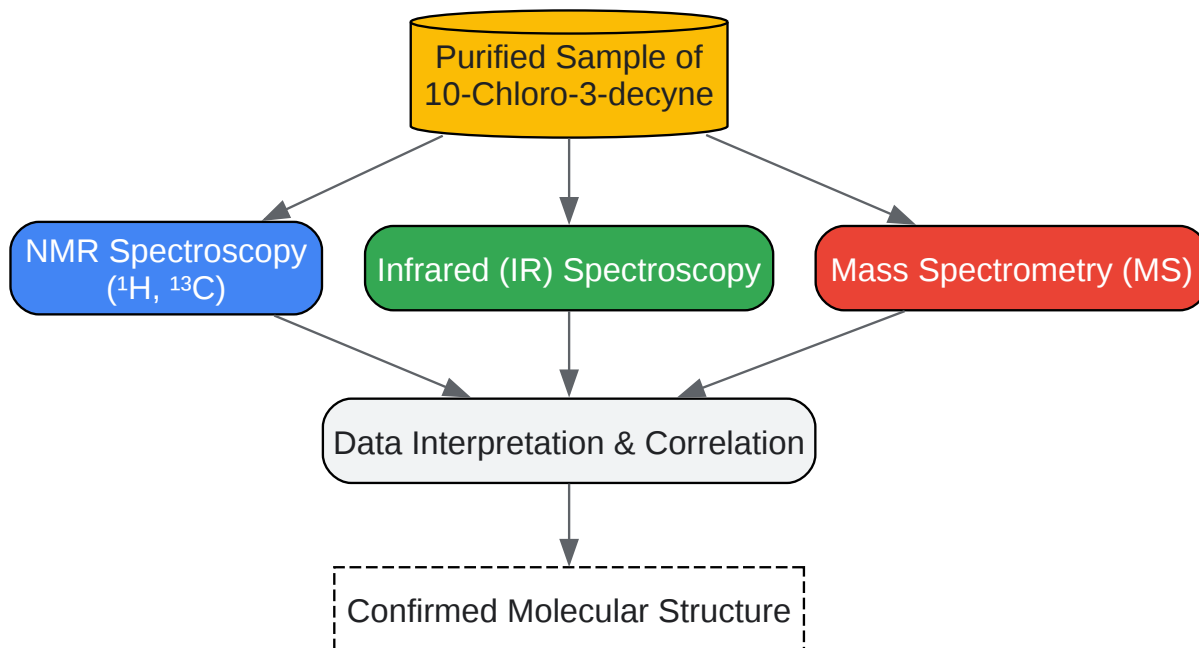 Purified Sample of
10-Chloro-3-decyne
NMR Spectroscopy
(¹H, ¹³C)
Infrared (IR) Spectroscopy
Mass Spectrometry (MS)
Data Interpretation & Correlation
Confirmed Molecular Structure